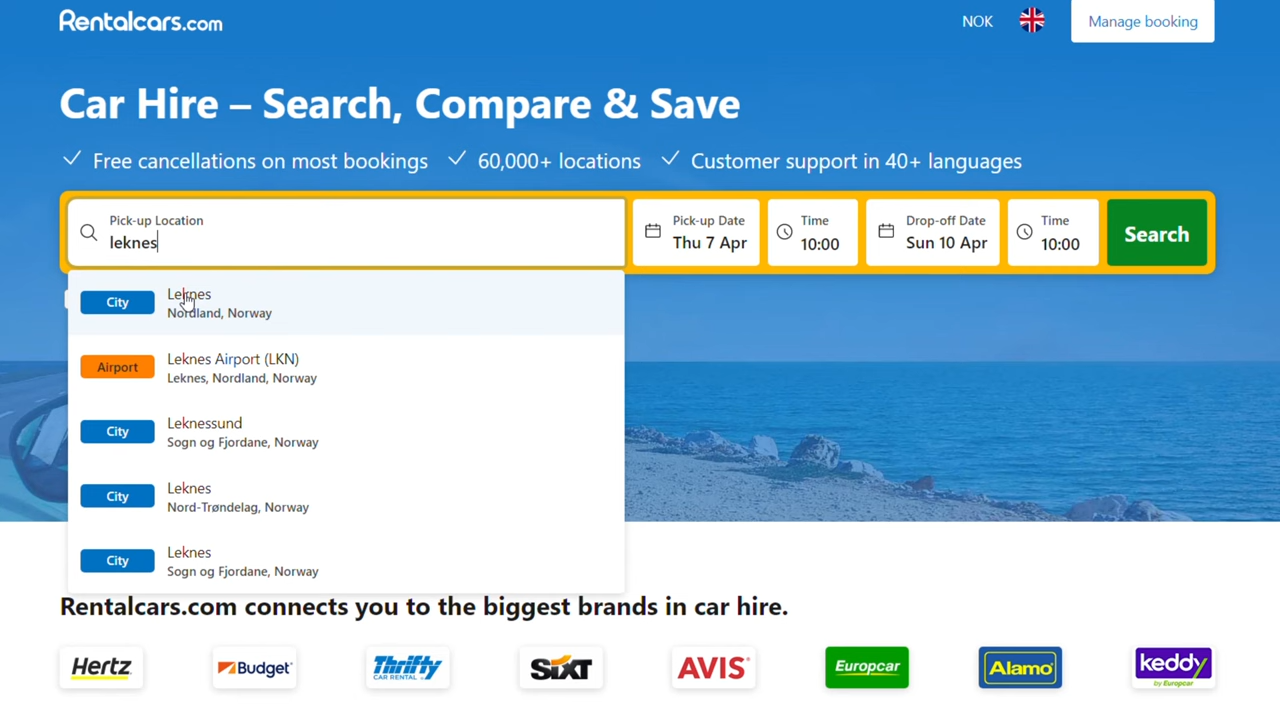 Rentalcars.com
NOK
Manage booking
Car Hire – Search, Compare & Save
Free cancellations on most bookings
60,000+ locations
Customer support in 40+ languages
Pick-up Location
leknes
Pick-up Date
Thu 7 Apr
Time
10:00
Drop-off Date
Sun 10 Apr
Time
10:00
Search
City
Leknes
Nordland, Norway
Airport
Leknes Airport (LKN)
Leknes, Nordland, Norway
City
Leknessund
Sogn og Fjordane, Norway
City
Leknes
Nord-Trøndelag, Norway
City
Leknes
Sogn og Fjordane, Norway
Rentalcars.com connects you to the biggest brands in car hire.
Hertz
Budget
Thrifty
CAR RENTAL
SIXT
AVIS
Europcar
Alamo
keddy
by Europcar